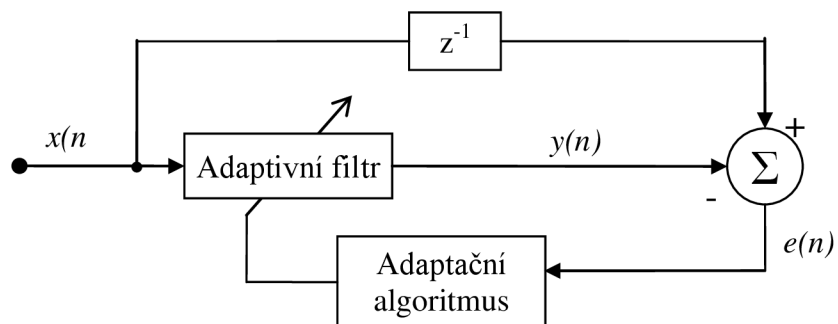 z⁻¹
x(n
Adaptivní filtr
y(n)
+
Σ
-
e(n)
Adaptační
algoritmus